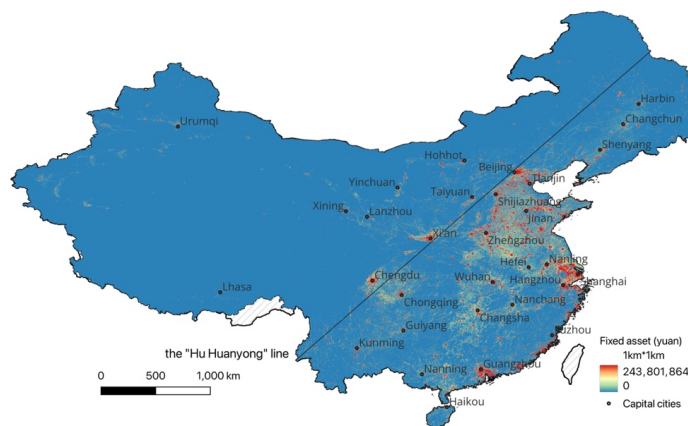 Harbin
Urumqi
Changchun
Shenyang
Hohhot
Beijing
Tianjin
Yinchuan
Taiyuan
Shijiazhuang
Xining
Lanzhou
Jinan
Xi'an
Zhengzhou
Hefei
Nanjing
Chengdu
Wuhan
Hangzhou
Shanghai
Lhasa
Chongqing
Nanchang
Changsha
Guiyang
Fuzhou
the "Hu Huanyong" line
Kunming
Fixed asset (yuan)
1km*1km
243,801,864
0
Nanning
Guangzhou
Capital cities
0 500 1,000 km
Haikou